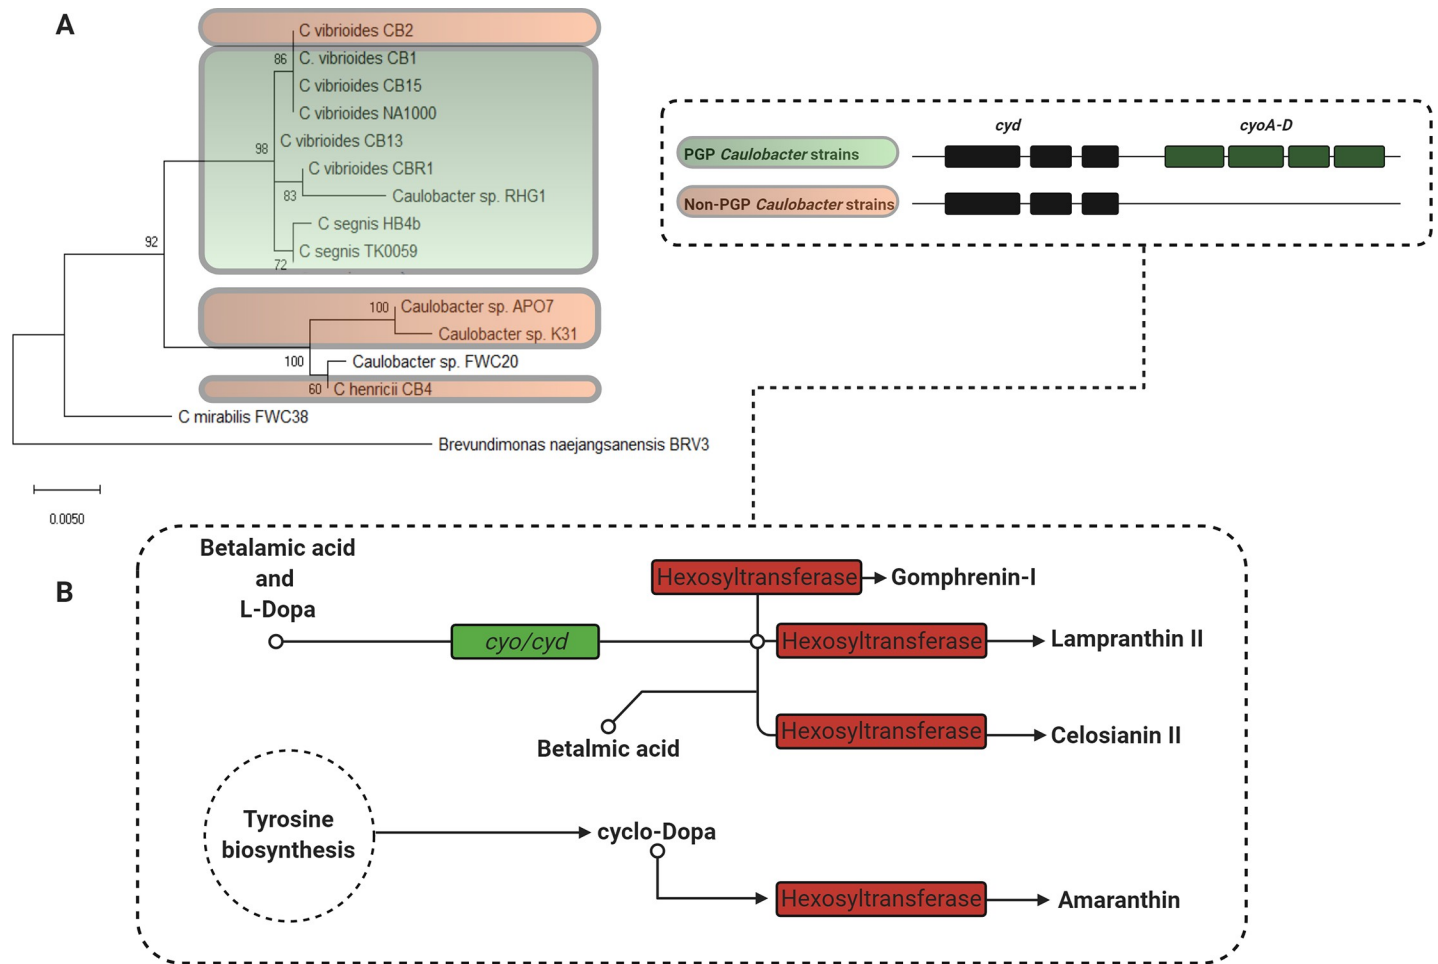 A
C vibrioides CB2
86
C. vibrioides CB1
C vibrioides CB15
C vibrioides NA1000
98
C vibrioides CB13
C vibrioides CBR1
83
Caulobacter sp. RHG1
C segnis HB4b
C segnis TK0059
72
92
100
Caulobacter sp. APO7
Caulobacter sp. K31
100
Caulobacter sp. FWC20
60
C henricii CB4
C mirabilis FWC38
Brevundimonas naejangsanensis BRV3
0.0050
cyd
cyoA-D
PGP Caulobacter strains
Non-PGP Caulobacter strains
B
Betalamic acid
and
L-Dopa
cyo/cyd
Hexosyltransferase
Gomphrenin-I
Hexosyltransferase
Lampranthin II
Hexosyltransferase
Celosianin II
Betalmic acid
Tyrosine
biosynthesis
cyclo-Dopa
Hexosyltransferase
Amaranthin